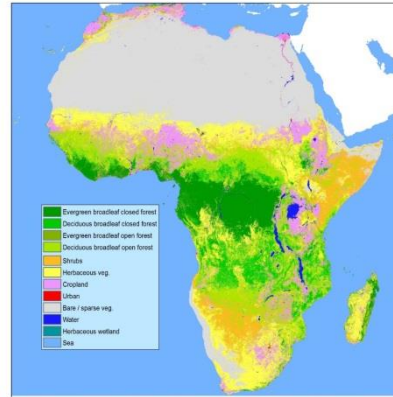 Evergreen broadleaf closed forest
Deciduous broadleaf closed forest
Evergreen broadleaf open forest
Deciduous broadleaf open forest
Shrubs
Herbaceous veg.
Cropland
Urban
Bare / sparse veg.
Water
Herbaceous wetland
Sea